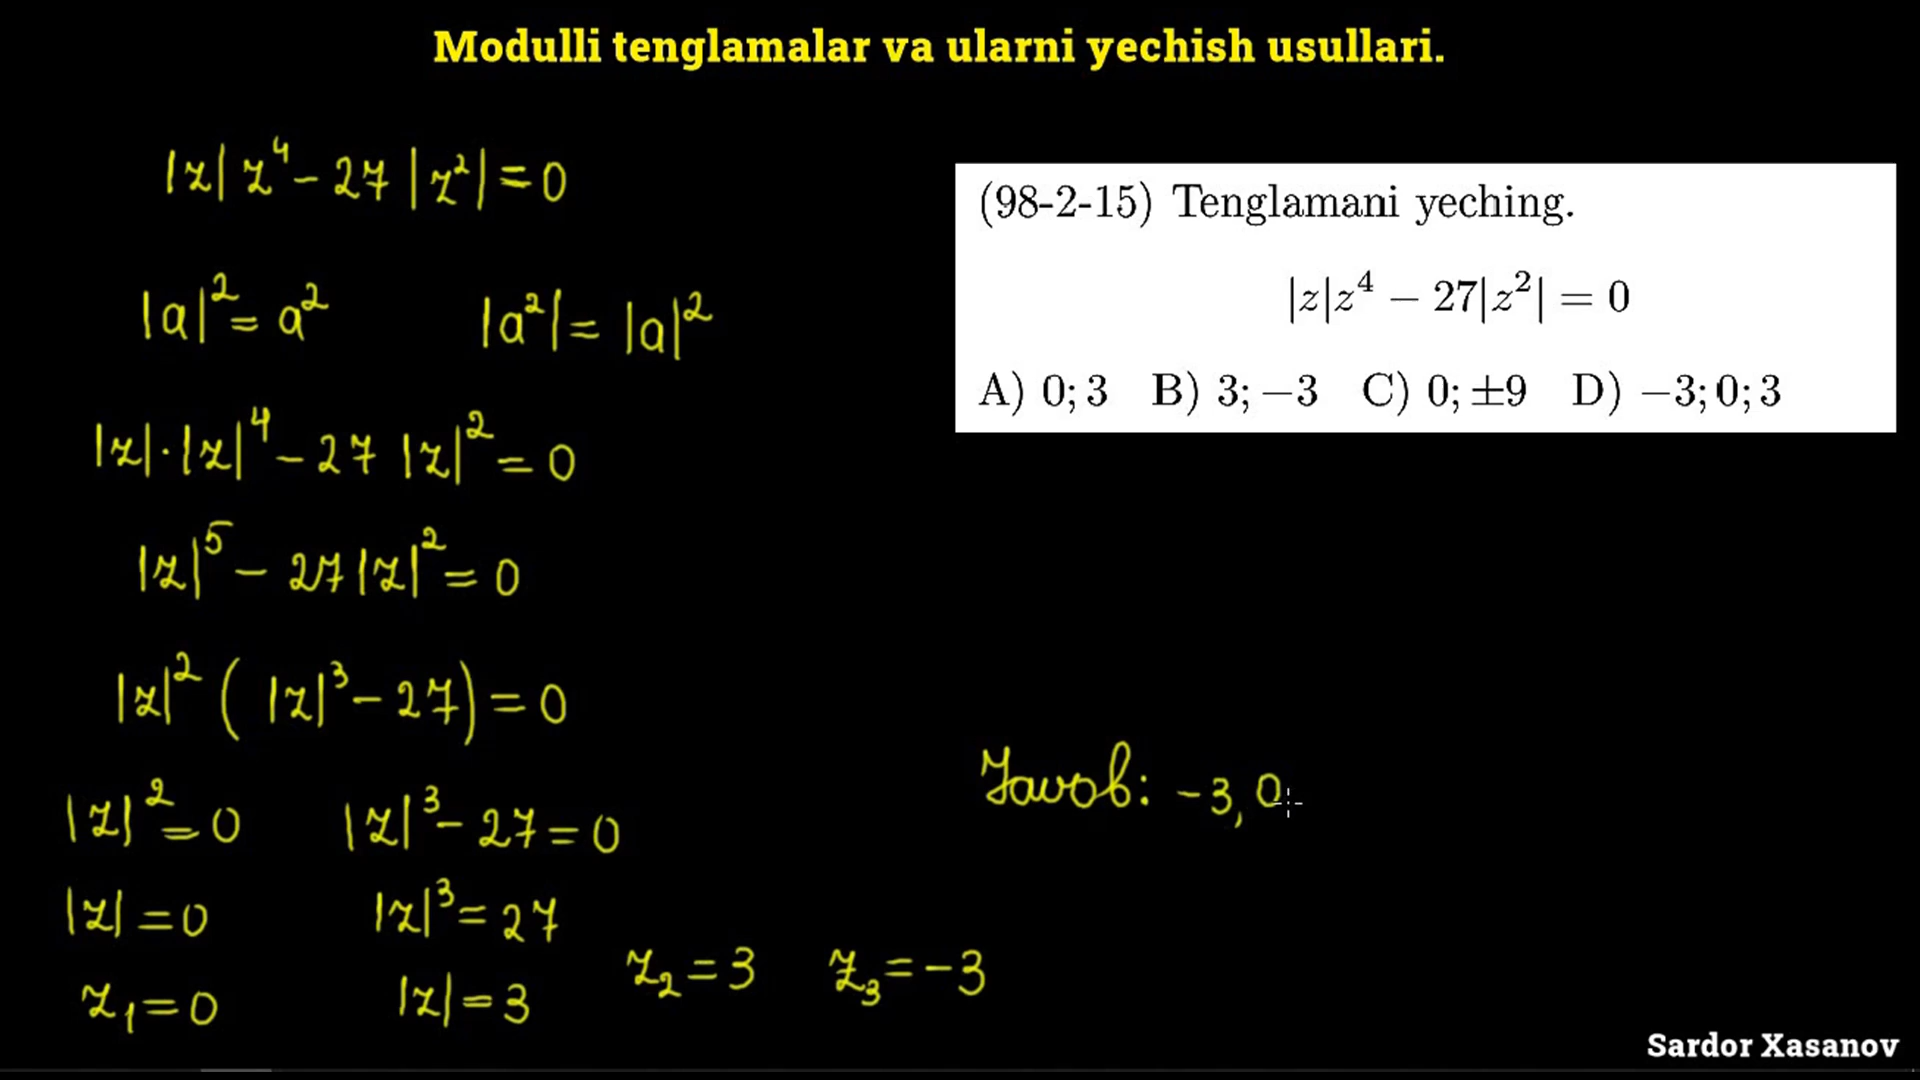 Modulli tenglamalar va ularni yechish usullari.
|z| z⁴ - 27 |z²| = 0
|a|² = a² |a²| = |a|²
|z| · |z|⁴ - 27 |z|² = 0
|z|⁵ - 27 |z|² = 0
|z|² ( |z|³ - 27) = 0
|z|² = 0 |z|³ - 27 = 0
|z| = 0 |z|³ = 27
z₁ = 0 |z| = 3 z₂ = 3 z₃ = -3
(98-2-15) Tenglamani yeching.
|z|z⁴ − 27|z²| = 0
A) 0; 3 B) 3; −3 C) 0; ±9 D) −3; 0; 3
Javob: -3, 0
Sardor Xasanov